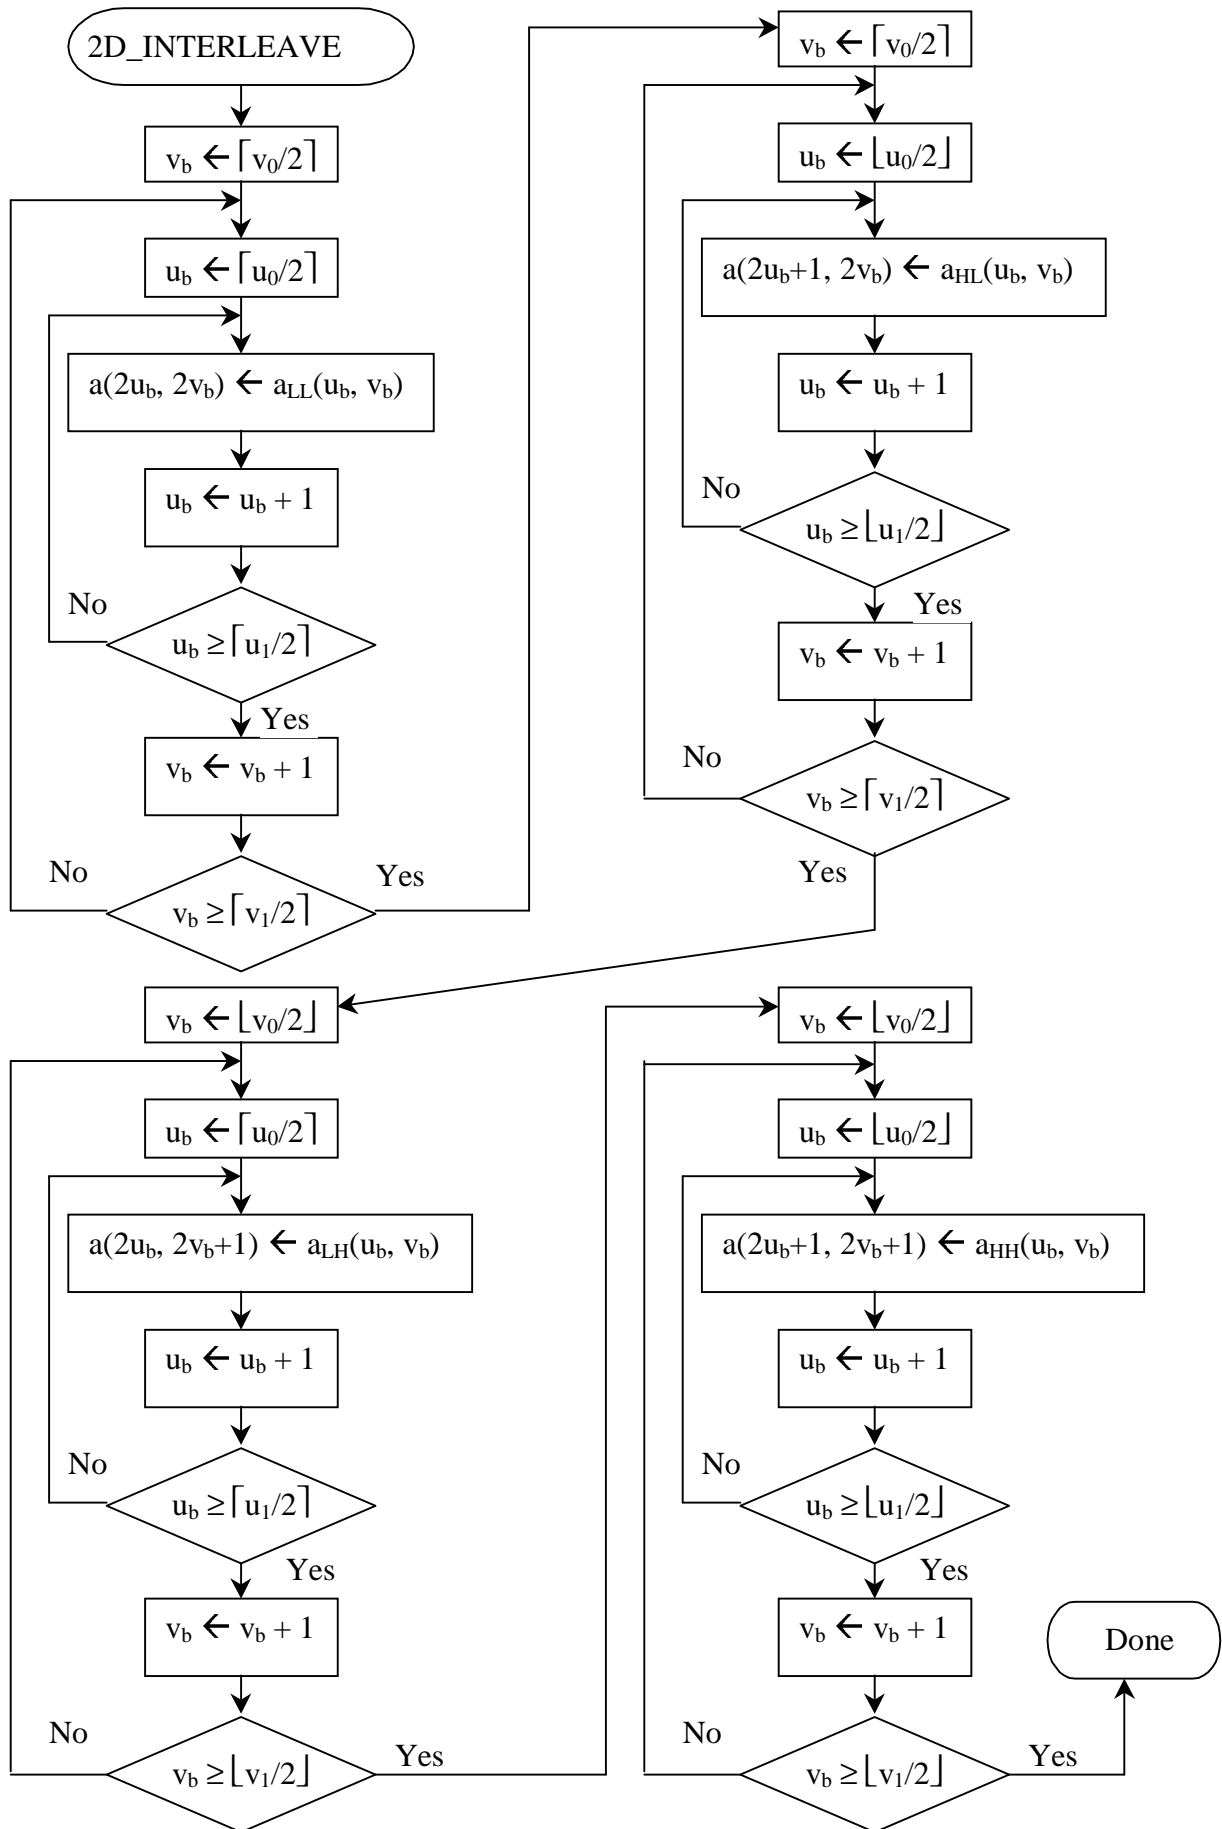 2D_INTERLEAVE
v_b ← ⌈v_0/2⌉
u_b ← ⌈u_0/2⌉
a(2u_b, 2v_b) ← a_LL(u_b, v_b)
u_b ← u_b + 1
No
u_b ≥ ⌈u_1/2⌉
Yes
v_b ← v_b + 1
No
Yes
v_b ≥ ⌈v_1/2⌉
v_b ← ⌈v_0/2⌉
u_b ← ⌊u_0/2⌋
a(2u_b+1, 2v_b) ← a_HL(u_b, v_b)
u_b ← u_b + 1
No
u_b ≥ ⌊u_1/2⌋
Yes
v_b ← v_b + 1
No
v_b ≥ ⌈v_1/2⌉
Yes
v_b ← ⌊v_0/2⌋
u_b ← ⌈u_0/2⌉
a(2u_b, 2v_b+1) ← a_LH(u_b, v_b)
u_b ← u_b + 1
No
u_b ≥ ⌈u_1/2⌉
Yes
v_b ← v_b + 1
No
Yes
v_b ≥ ⌊v_1/2⌋
v_b ← ⌊v_0/2⌋
u_b ← ⌊u_0/2⌋
a(2u_b+1, 2v_b+1) ← a_HH(u_b, v_b)
u_b ← u_b + 1
No
u_b ≥ ⌊u_1/2⌋
Yes
v_b ← v_b + 1
No
Yes
v_b ≥ ⌊v_1/2⌋
Done